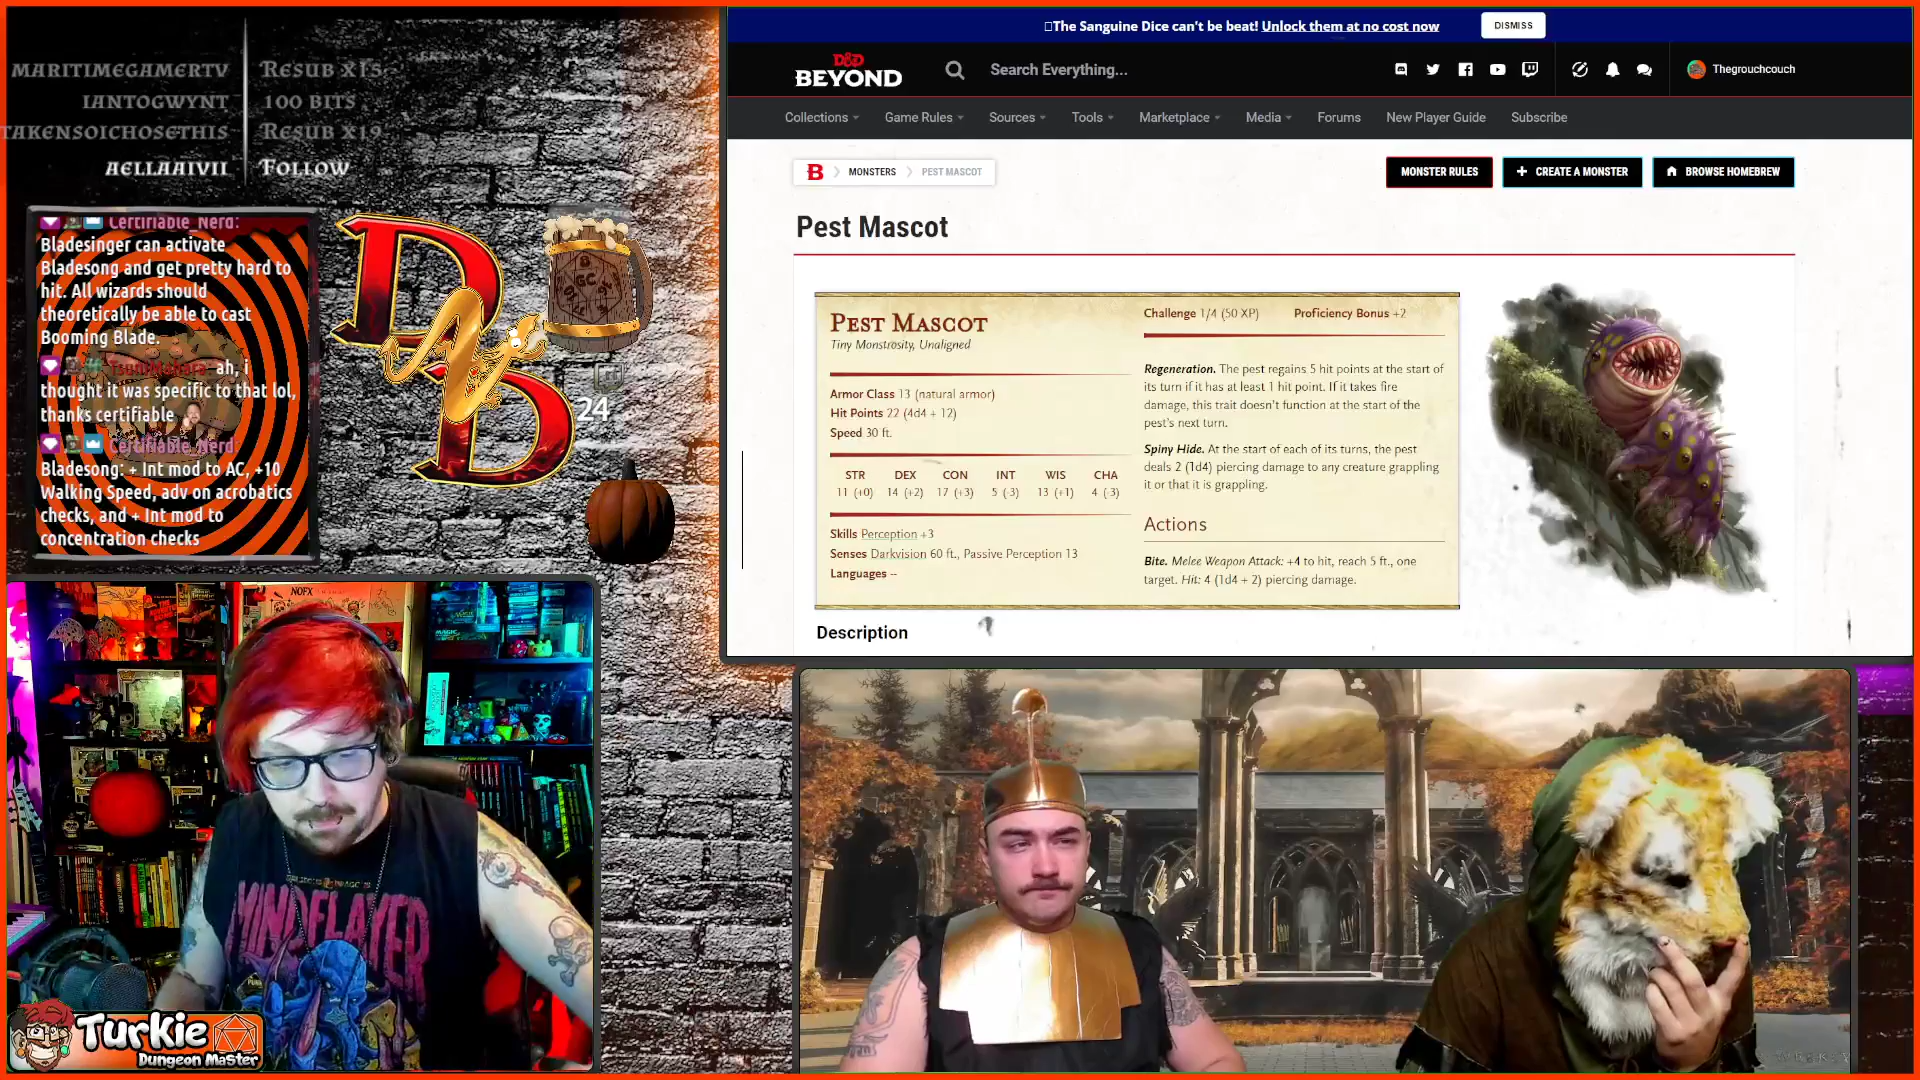 MARITIMEGAMERTV RESUB X15
IANTOGWYNT 100 BITS
TAKENSOICHOSETHIS RESUB X19
AELLAAIVII FOLLOW
Certifiable_Nerd:
Bladesinger can activate
Bladesong and get pretty hard to
hit. All wizards should
theoretically be able to cast
Booming Blade.
ah, i
thought it was specific to that lol,
thanks certifiable
Certifiable_Nerd:
Bladesong: + Int mod to AC, +10
Walking Speed, adv on acrobatics
checks, and + Int mod to
concentration checks
24
The Sanguine Dice can't be beat! Unlock them at no cost now
DISMISS
D&D
BEYOND
Search Everything...
Thegrouchcouch
Collections Game Rules Sources Tools Marketplace Media Forums New Player Guide Subscribe
B MONSTERS PEST MASCOT
MONSTER RULES
+ CREATE A MONSTER
BROWSE HOMEBREW
Pest Mascot
PEST MASCOT
Tiny Monstrosity, Unaligned
Armor Class 13 (natural armor)
Hit Points 22 (4d4 + 12)
Speed 30 ft.
STR DEX CON INT WIS CHA
11 (+0) 14 (+2) 17 (+3) 5 (-3) 13 (+1) 4 (-3)
Skills Perception +3
Senses Darkvision 60 ft., Passive Perception 13
Languages --
Challenge 1/4 (50 XP) Proficiency Bonus +2
Regeneration. The pest regains 5 hit points at the start of
its turn if it has at least 1 hit point. If it takes fire
damage, this trait doesn't function at the start of the
pest's next turn.
Spiny Hide. At the start of each of its turns, the pest
deals 2 (1d4) piercing damage to any creature grappling
it or that it is grappling.
Actions
Bite. Melee Weapon Attack: +4 to hit, reach 5 ft., one
target. Hit: 4 (1d4 + 2) piercing damage.
Description
NOFX
MINDFLAYER
TURKIE
DUNGEON MASTER